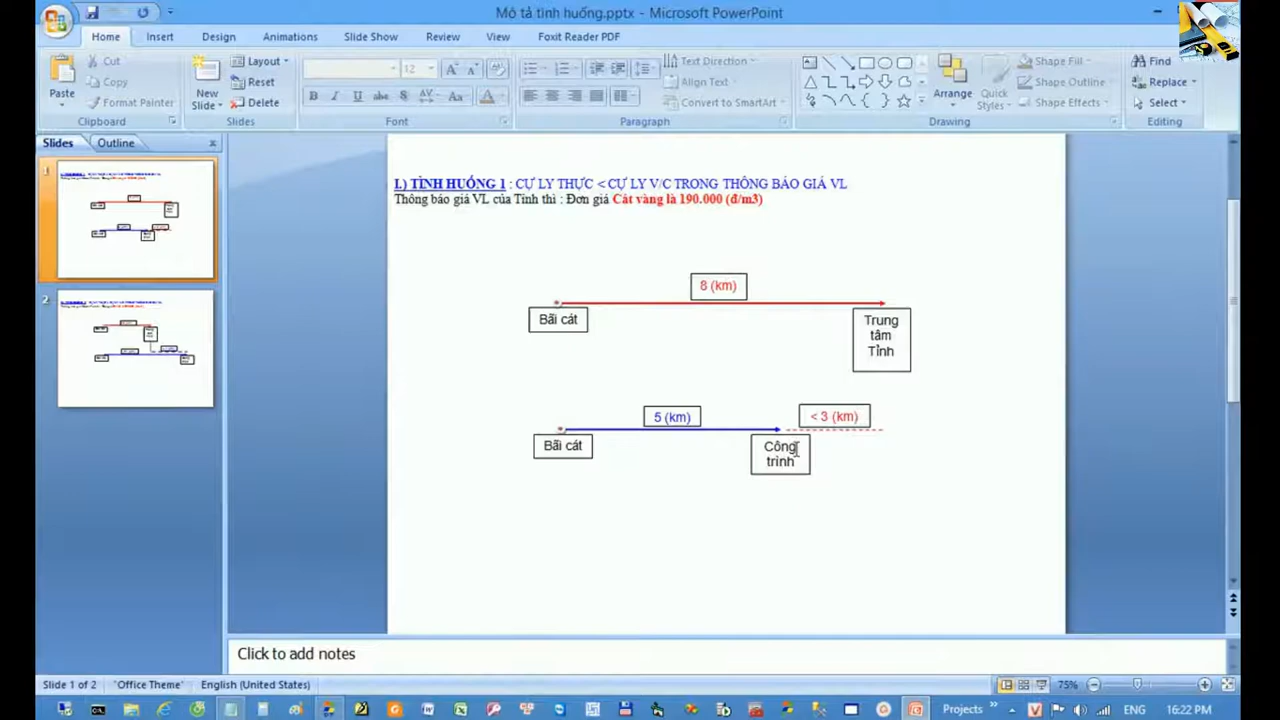 Mô tả tình huống.pptx - Microsoft PowerPoint
Home Insert Design Animations Slide Show Review View Foxit Reader PDF
Paste
Cut
Copy
Format Painter
Clipboard
New Slide
Layout
Reset
Delete
Slides
12
B I U abc S AV Aa A
Font
Text Direction
Align Text
Convert to SmartArt
Paragraph
Arrange
Quick Styles
Shape Fill
Shape Outline
Shape Effects
Drawing
Find
Replace
Select
Editing
Slides Outline
1
2
I.) TÌNH HUỐNG 1 : CỰ LY THỰC < CỰ LY V/C TRONG THÔNG BÁO GIÁ VL
Thông báo giá VL của Tỉnh thì : Đơn giá Cát vàng là 190.000 (đ/m3)
8 (km)
Bãi cát
Trung
tâm
Tỉnh
5 (km)
< 3 (km)
Bãi cát
Công
trình
Click to add notes
Slide 1 of 2 "Office Theme" English (United States) 75%
Projects ENG 16:22 PM